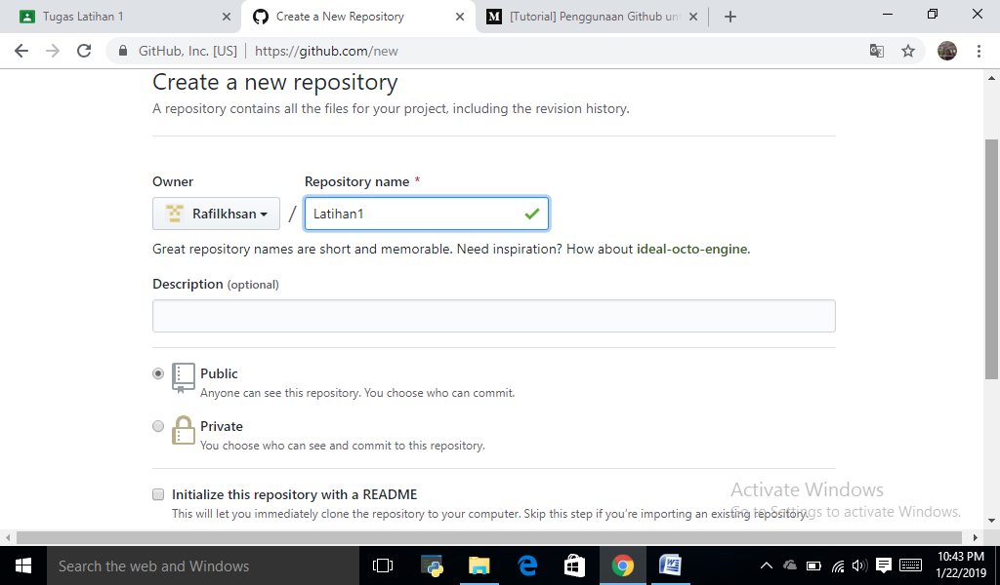 Tugas Latihan 1
Create a New Repository
[Tutorial] Penggunaan Github un
GitHub, Inc. [US] | https://github.com/new
Create a new repository
A repository contains all the files for your project, including the revision history.
Owner
Repository name *
Rafilkhsan / Latihan1
Great repository names are short and memorable. Need inspiration? How about ideal-octo-engine.
Description (optional)
Public
Anyone can see this repository. You choose who can commit.
Private
You choose who can see and commit to this repository.
Initialize this repository with a README
This will let you immediately clone the repository to your computer. Skip this step if you're importing an existing repository.
Activate Windows
Go to Settings to activate Windows.
Search the web and Windows
10:43 PM
1/22/2019